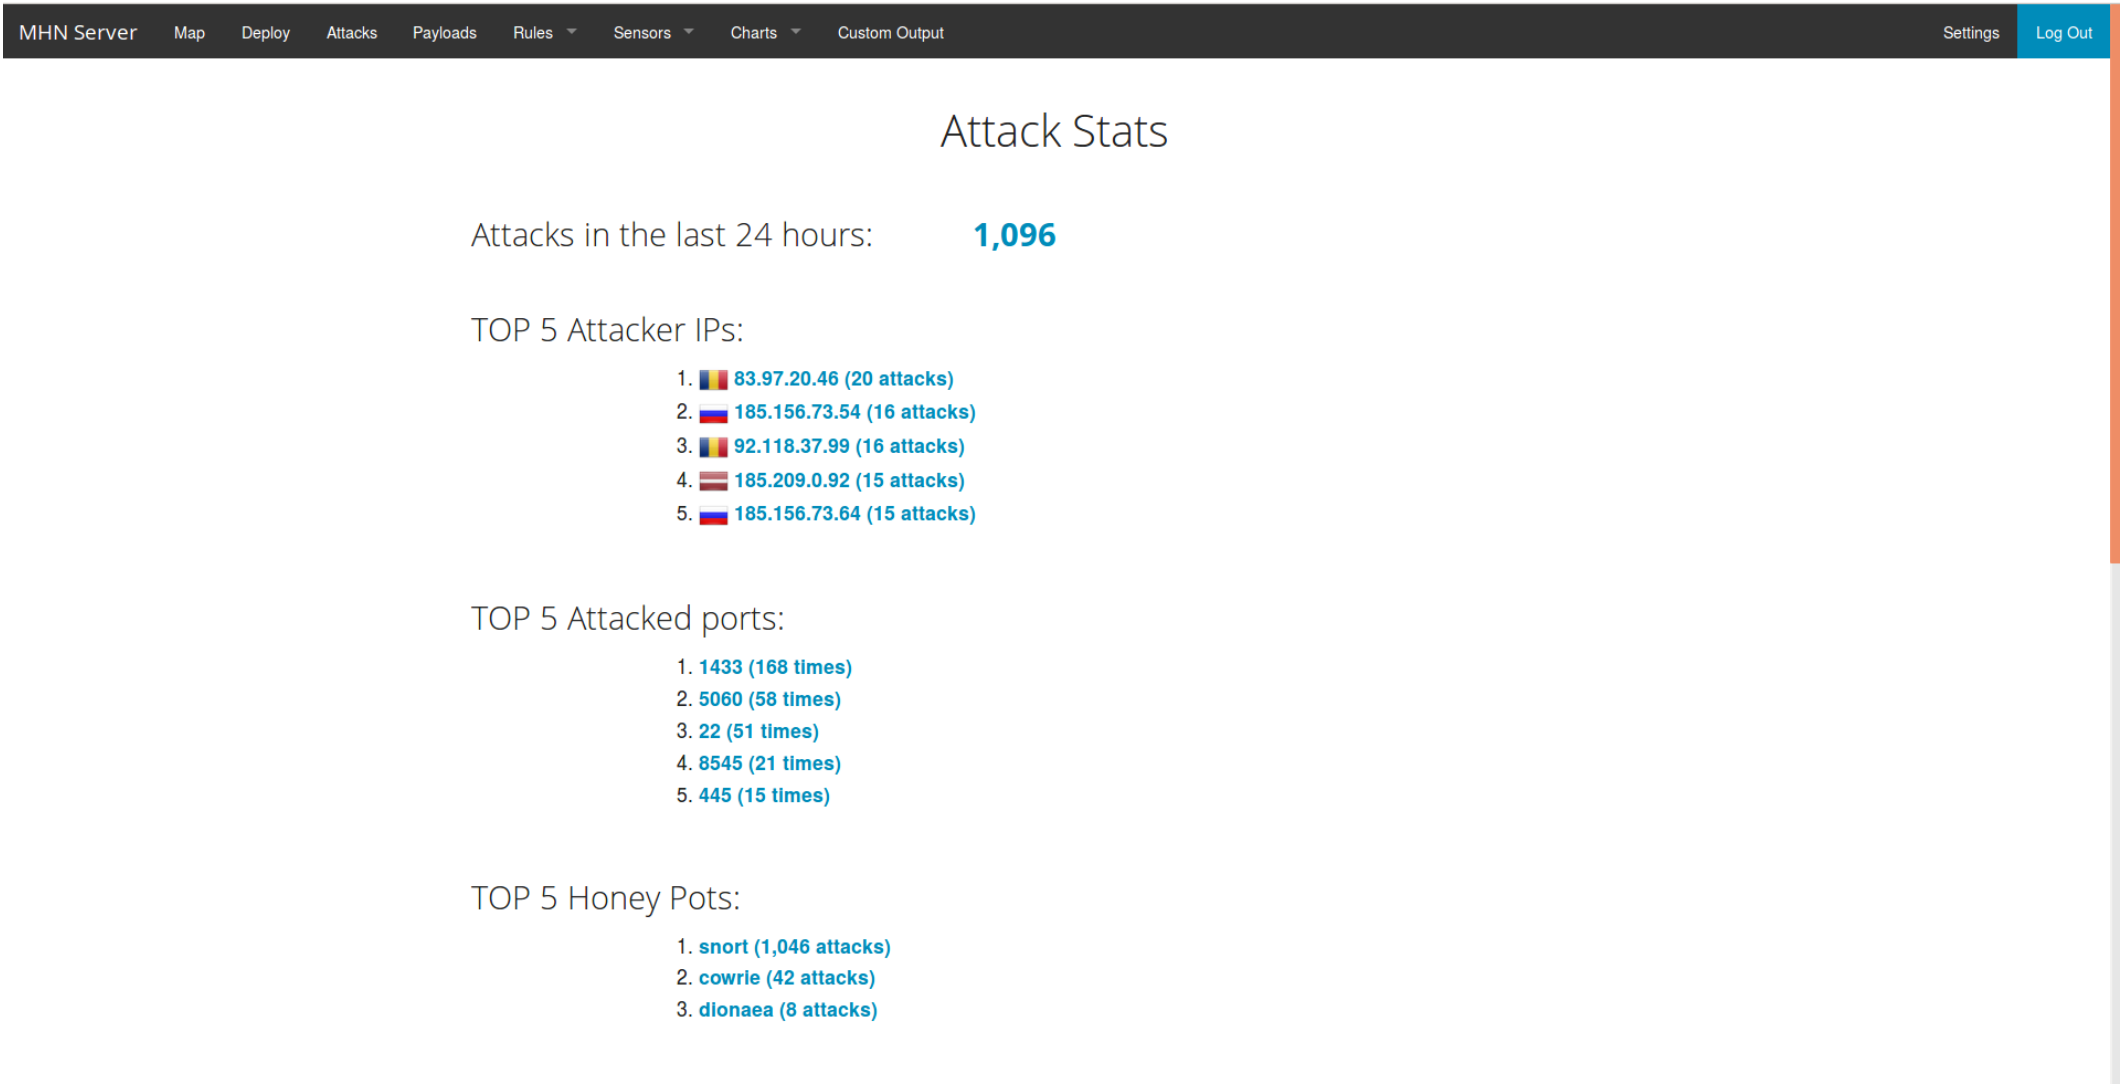 MHN Server Map Deploy Attacks Payloads Rules Sensors Charts Custom Output Settings Log Out
Attack Stats
Attacks in the last 24 hours: 1,096
TOP 5 Attacker IPs:
1. 83.97.20.46 (20 attacks)
2. 185.156.73.54 (16 attacks)
3. 92.118.37.99 (16 attacks)
4. 185.209.0.92 (15 attacks)
5. 185.156.73.64 (15 attacks)
TOP 5 Attacked ports:
1. 1433 (168 times)
2. 5060 (58 times)
3. 22 (51 times)
4. 8545 (21 times)
5. 445 (15 times)
TOP 5 Honey Pots:
1. snort (1,046 attacks)
2. cowrie (42 attacks)
3. dionaea (8 attacks)